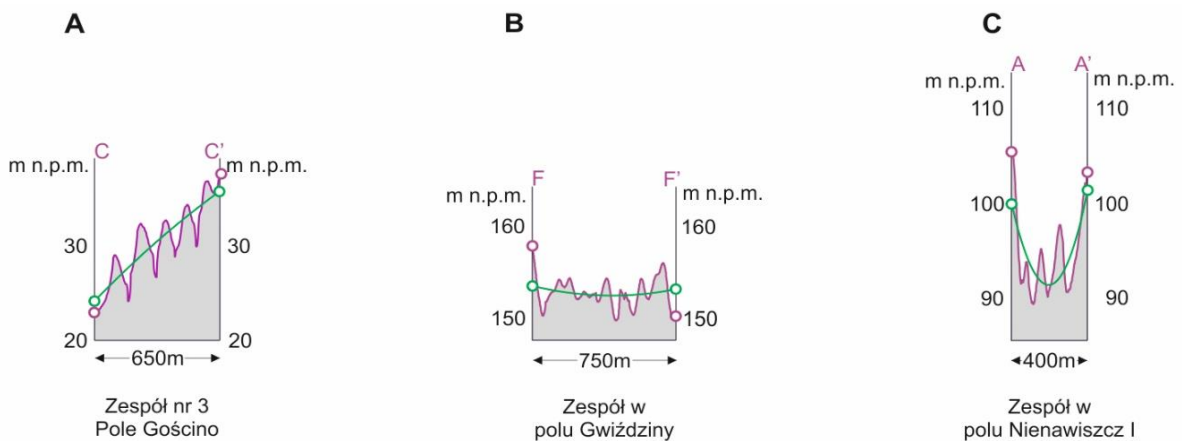 A
C C'
m n.p.m. m n.p.m.
30 30
20 20
650m
Zespół nr 3
Pole Gościno
B
F F'
m n.p.m. m n.p.m.
160 160
150 150
750m
Zespół w
polu Gwiździny
C
A A'
m n.p.m. m n.p.m.
110 110
100 100
90 90
400m
Zespół w
polu Nienawiszcz I